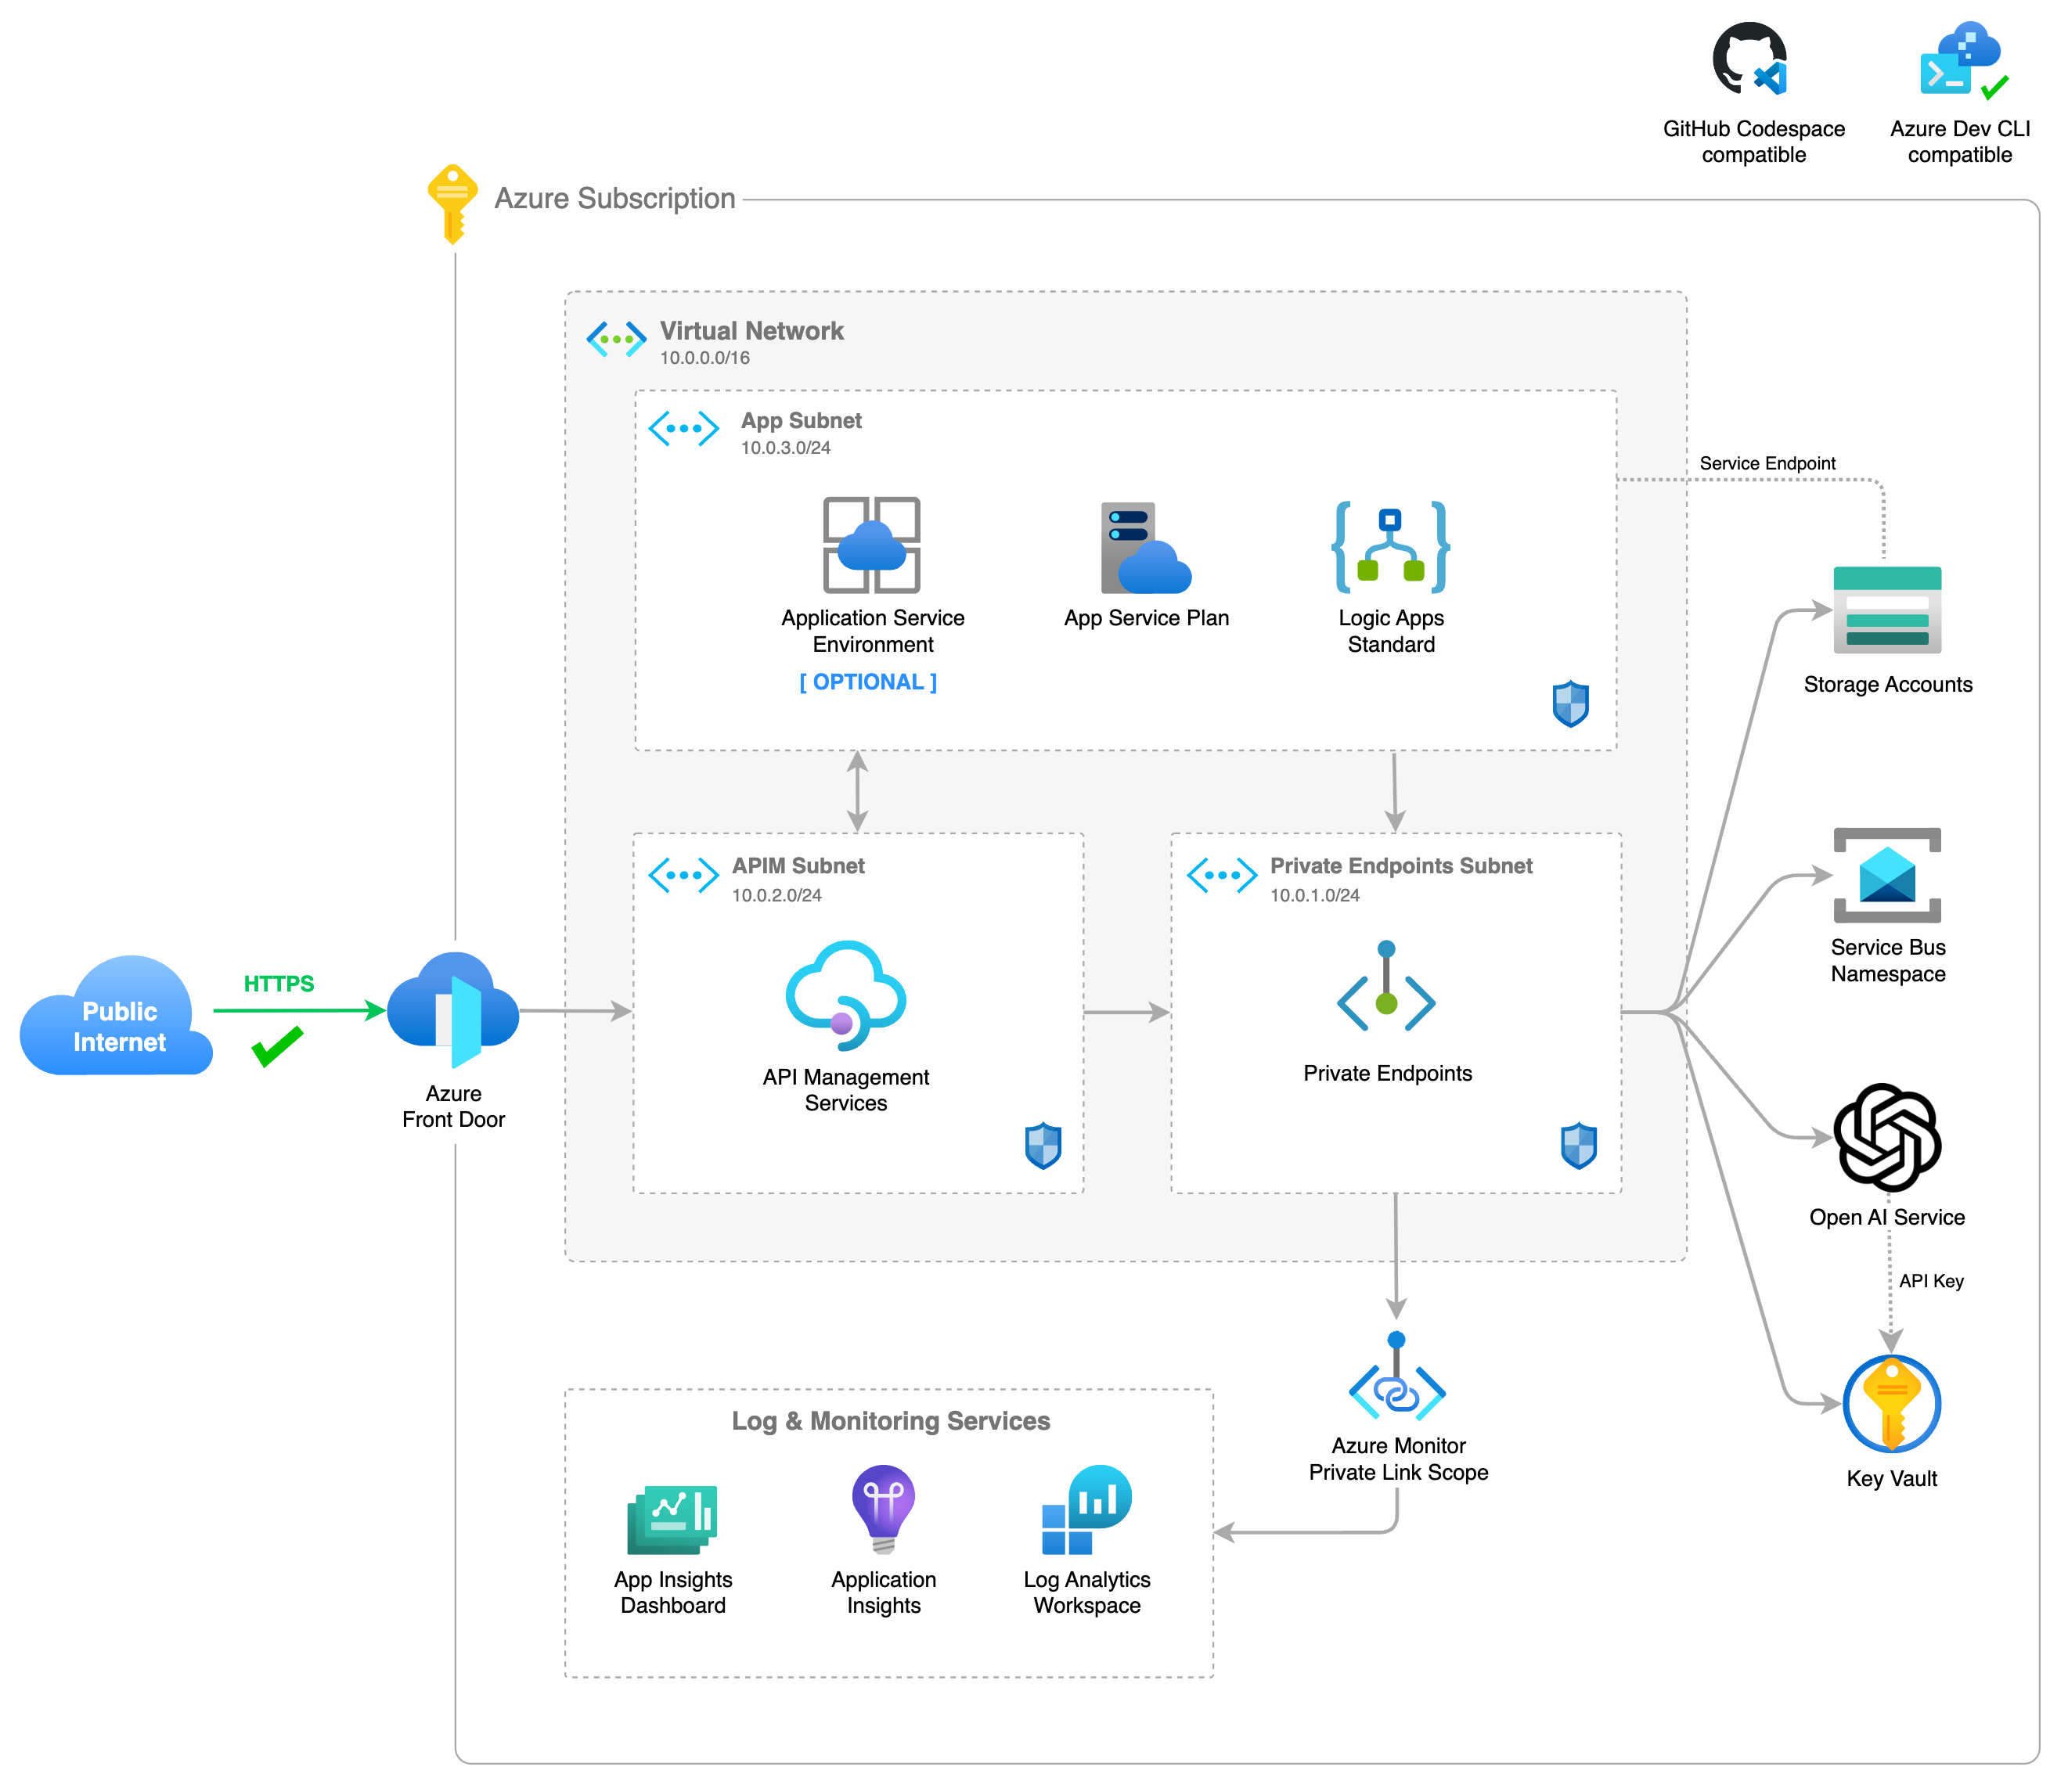 GitHub Codespace
compatible
Azure Dev CLI
compatible
Azure Subscription
Virtual Network
10.0.0.0/16
App Subnet
10.0.3.0/24
Service Endpoint
Application Service
Environment
[ OPTIONAL ]
App Service Plan
Logic Apps
Standard
Storage Accounts
APIM Subnet
10.0.2.0/24
Private Endpoints Subnet
10.0.1.0/24
Service Bus
Namespace
Public
Internet
HTTPS
Azure
Front Door
API Management
Services
Private Endpoints
Open AI Service
API Key
Log & Monitoring Services
Azure Monitor
Private Link Scope
Key Vault
App Insights
Dashboard
Application
Insights
Log Analytics
Workspace